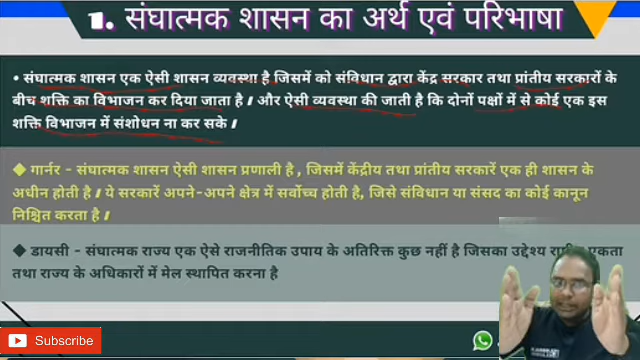 1. संघात्मक शासन का अर्थ एवं परिभाषा
• संघात्मक शासन एक ऐसी शासन व्यवस्था है जिसमें को संविधान द्वारा केंद्र सरकार तथा प्रांतीय सरकारों के
बीच शक्ति का विभाजन कर दिया जाता है । और ऐसी व्यवस्था की जाती है कि दोनों पक्षों में से कोई एक इस
शक्ति विभाजन में संशोधन ना कर सके ।
◆ गार्नर - संघात्मक शासन ऐसी शासन प्रणाली है , जिसमें केंद्रीय तथा प्रांतीय सरकारें एक ही शासन के
अधीन होती है । ये सरकारें अपने-अपने क्षेत्र में सर्वोच्च होती है, जिसे संविधान या संसद का कोई कानून
निश्चित करता है ।
◆ डायसी - संघात्मक राज्य एक ऐसे राजनीतिक उपाय के अतिरिक्त कुछ नहीं है जिसका उद्देश्य एकता
तथा राज्य के अधिकारों में मेल स्थापित करना है
Subscribe